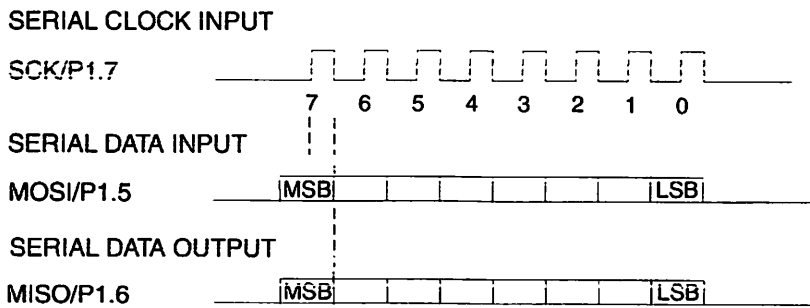 SERIAL CLOCK INPUT
SCK/P1.7
7 6 5 4 3 2 1 0
SERIAL DATA INPUT
MOSI/P1.5
MSB LSB
SERIAL DATA OUTPUT
MISO/P1.6
MSB LSB